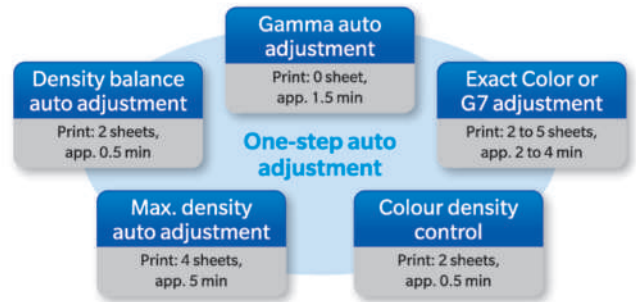 Gamma auto
adjustment
Print: 0 sheet,
app. 1.5 min
Density balance
auto adjustment
Print: 2 sheets,
app. 0.5 min
Exact Color or
G7 adjustment
Print: 2 to 5 sheets,
app. 2 to 4 min
One-step auto
adjustment
Max. density
auto adjustment
Print: 4 sheets,
app. 5 min
Colour density
control
Print: 2 sheets,
app. 0.5 min